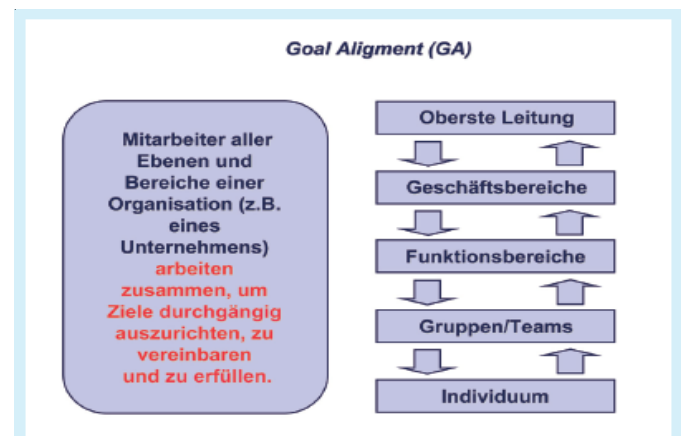 Goal Aligment (GA)
Mitarbeiter aller
Ebenen und
Bereiche einer
Organisation (z.B.
eines
Unternehmens)
arbeiten
zusammen, um
Ziele durchgängig
auszurichten, zu
vereinbaren
und zu erfüllen.
Oberste Leitung
Geschäftsbereiche
Funktionsbereiche
Gruppen/Teams
Individuum